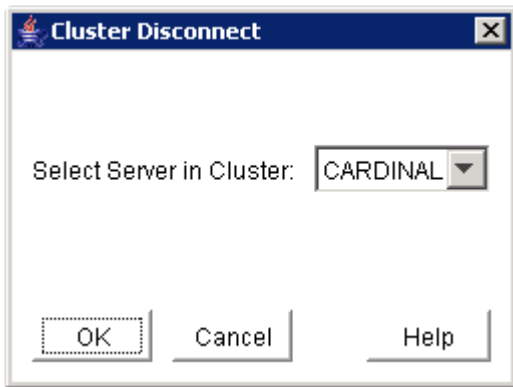 Cluster Disconnect
Select Server in Cluster: CARDINAL
OK Cancel Help